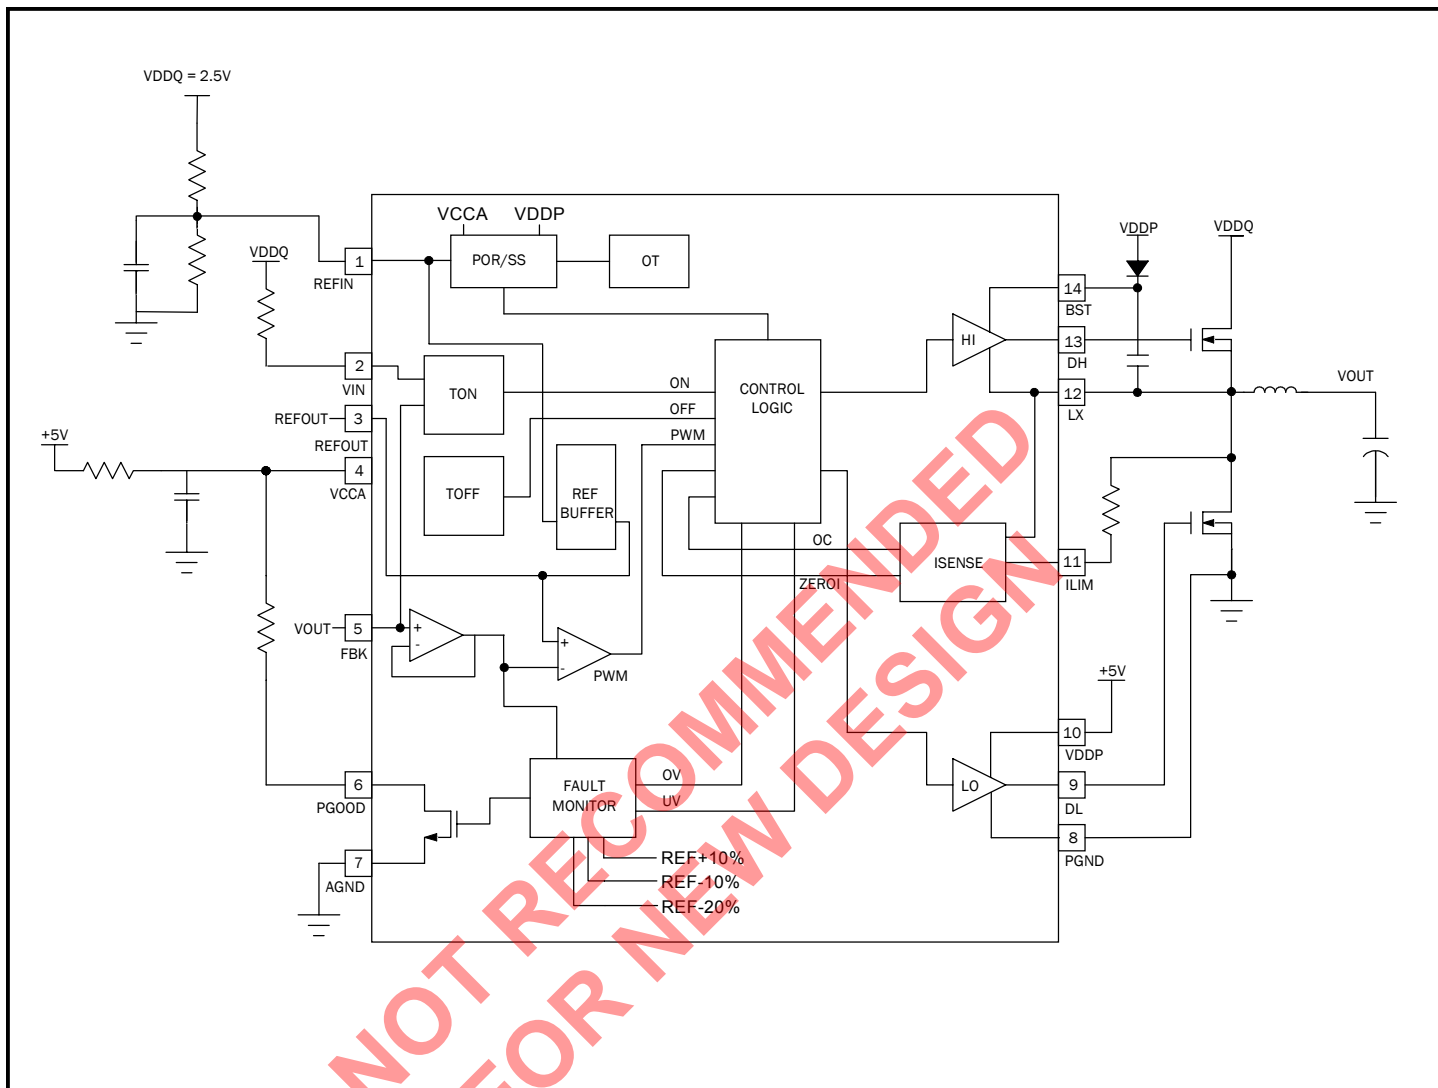 VDDQ = 2.5V
VCCA VDDP
VDDP VDDQ
VDDQ
1
REFIN
POR/SS
OT
14
BST
HI
13
DH
2
VIN
TON
ON
CONTROL
LOGIC
12
LX
VOUT
REFOUT
3
REFOUT
OFF
+5V
PWM
4
VCCA
TOFF
REF
BUFFER
OC
ISENSE
11
ILIM
ZEROI
VOUT
5
FBK
+
-
+
-
PWM
+5V
10
VDDP
6
PGOOD
FAULT
MONITOR
OV
UV
LO
9
DL
8
PGND
7
AGND
REF+10%
REF-10%
REF-20%
NOT RECOMMENDED
FOR NEW DESIGN